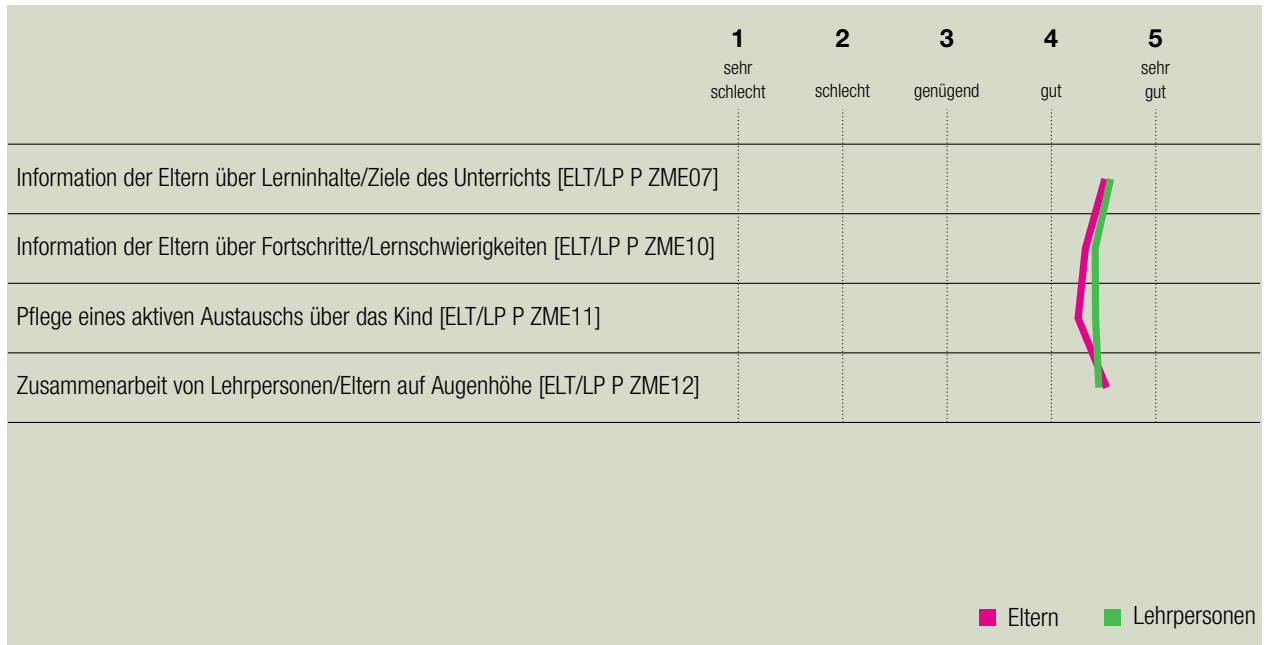 1 2 3 4 5
sehr sehr
schlecht schlecht genügend gut gut
Information der Eltern über Lerninhalte/Ziele des Unterrichts [ELT/LP P ZME07]
Information der Eltern über Fortschritte/Lernschwierigkeiten [ELT/LP P ZME10]
Pflege eines aktiven Austauschs über das Kind [ELT/LP P ZME11]
Zusammenarbeit von Lehrpersonen/Eltern auf Augenhöhe [ELT/LP P ZME12]
Eltern Lehrpersonen